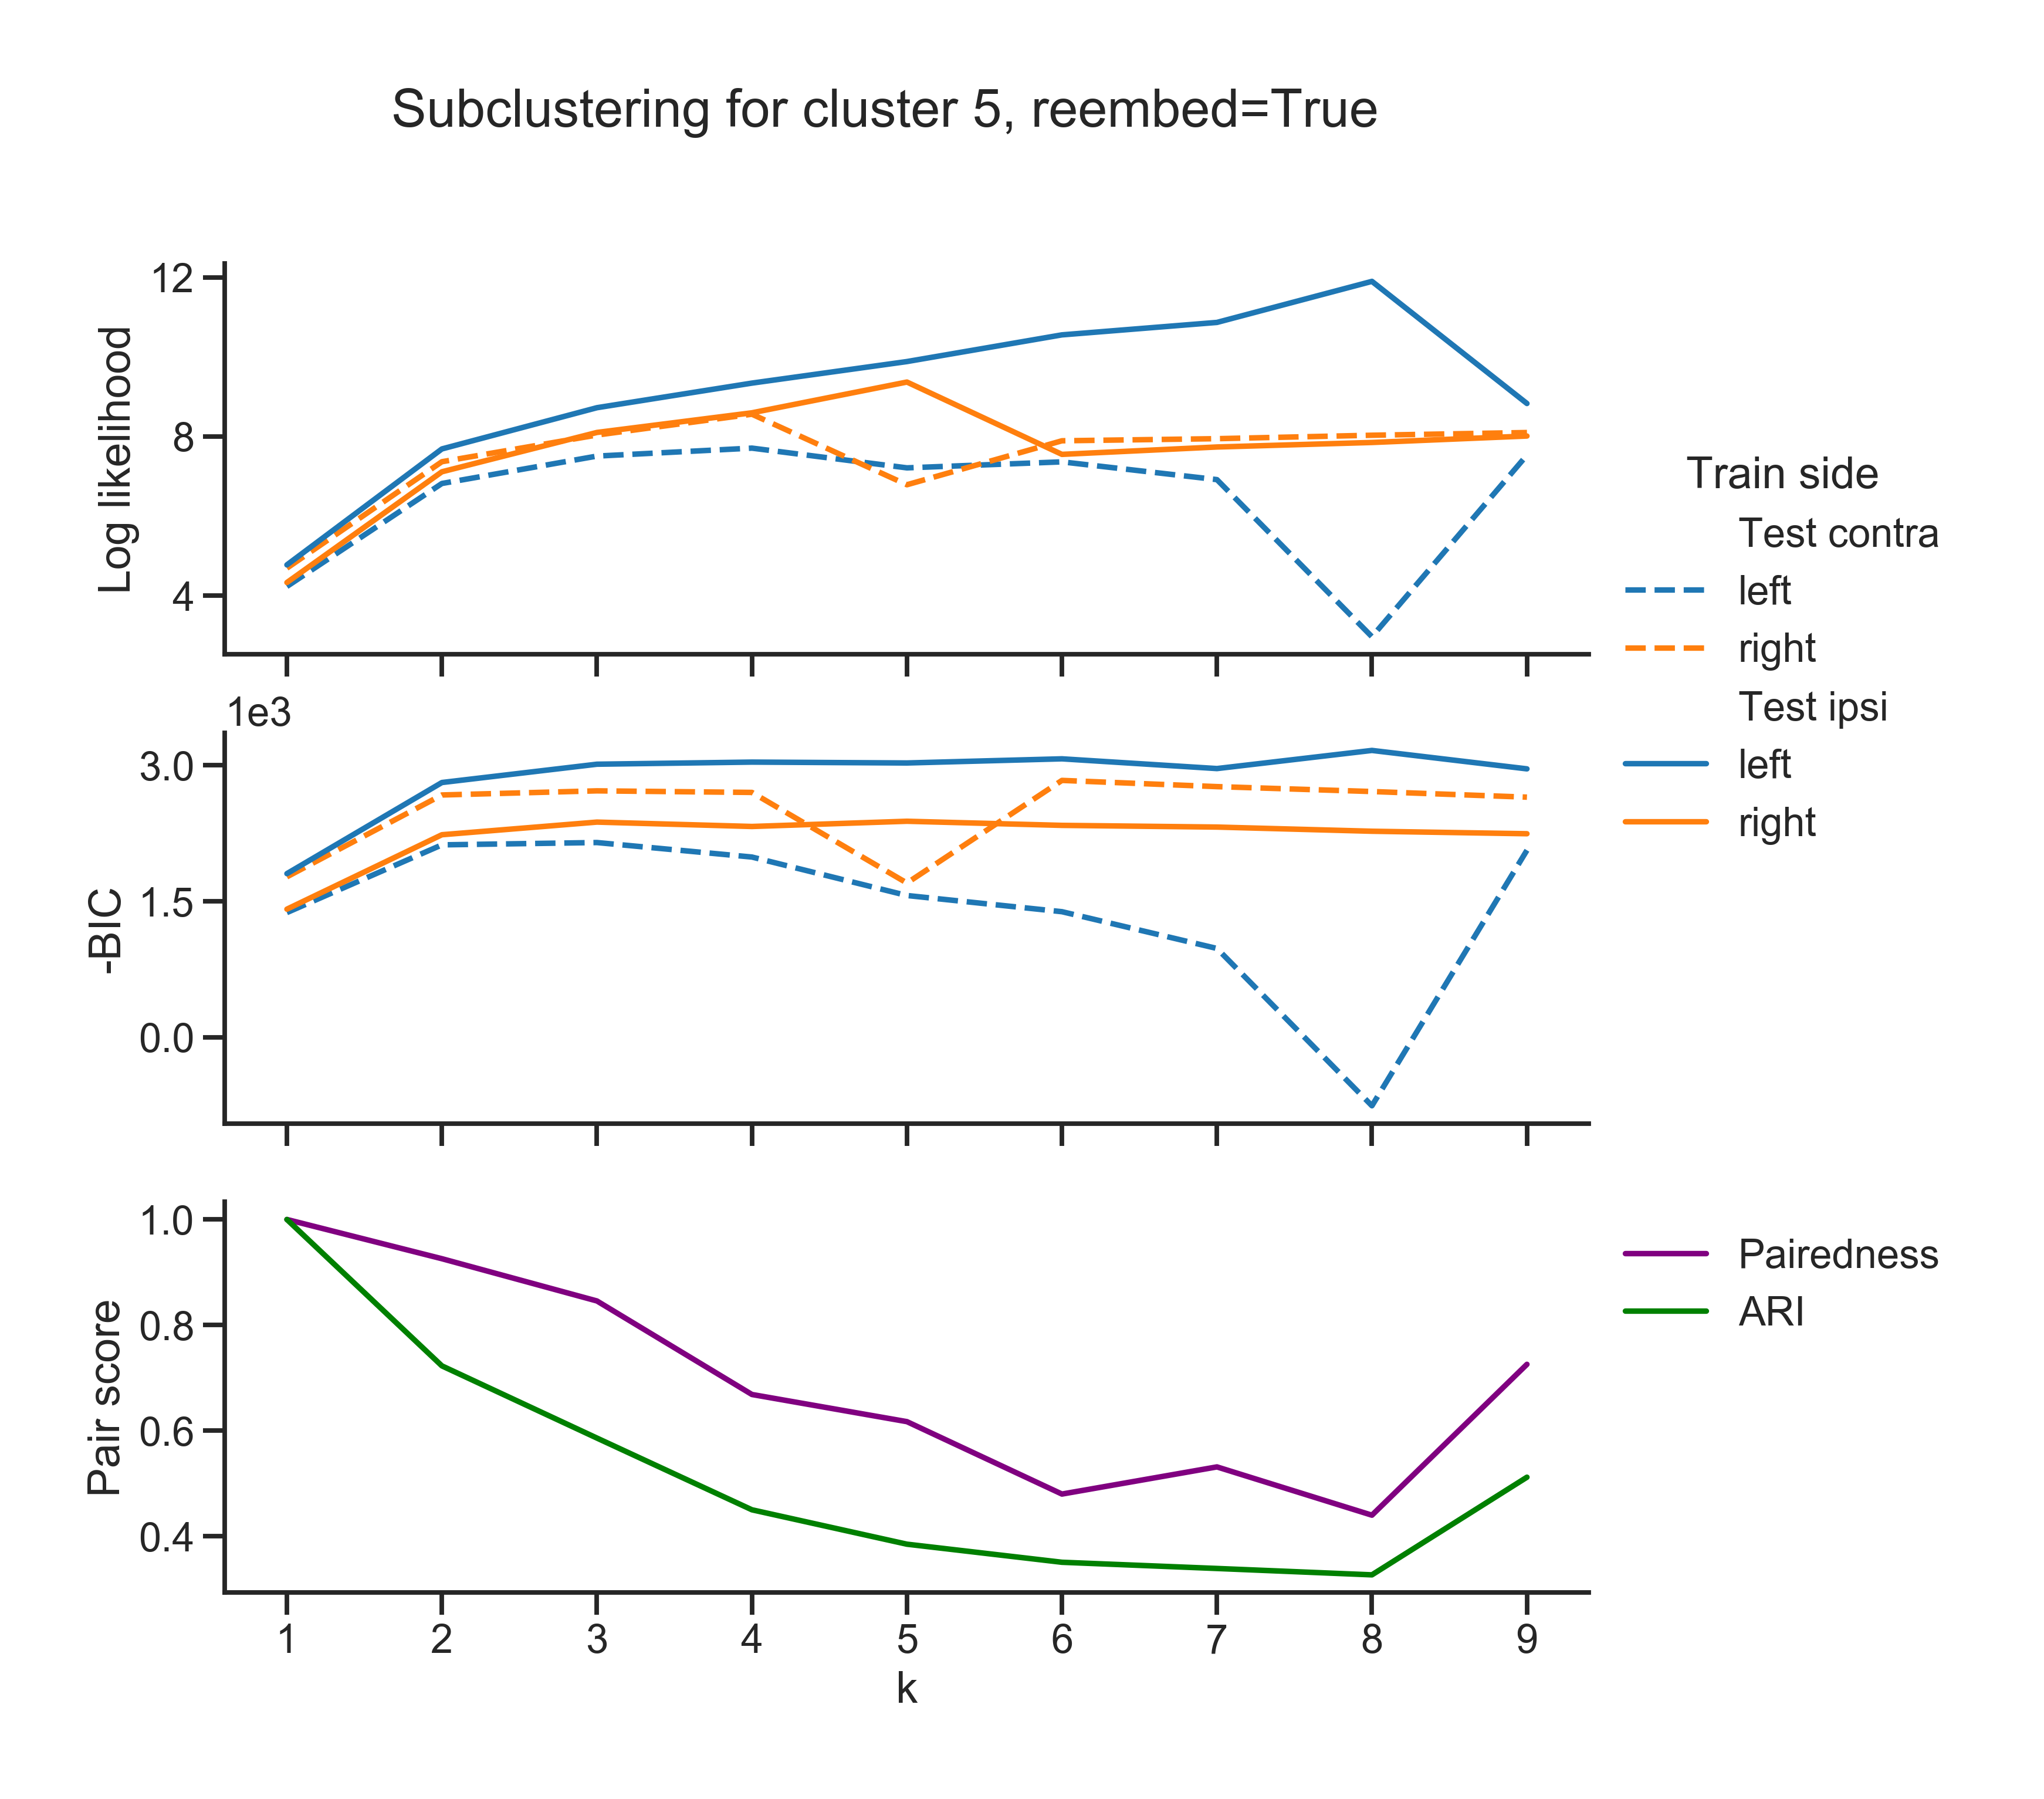 Subclustering for cluster 5, reembed=True
Log likelihood
12
8
4
Train side
Test contra
left
right
Test ipsi
left
right
1e3
-BIC
3.0
1.5
0.0
Pair score
1.0
0.8
0.6
0.4
Pairedness
ARI
1 2 3 4 5 6 7 8 9
k